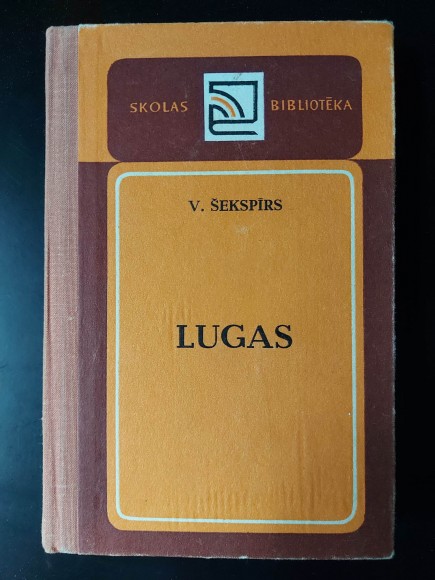 SKOLAS BIBLIOTĒKA
V. ŠEKSPĪRS
LUGAS